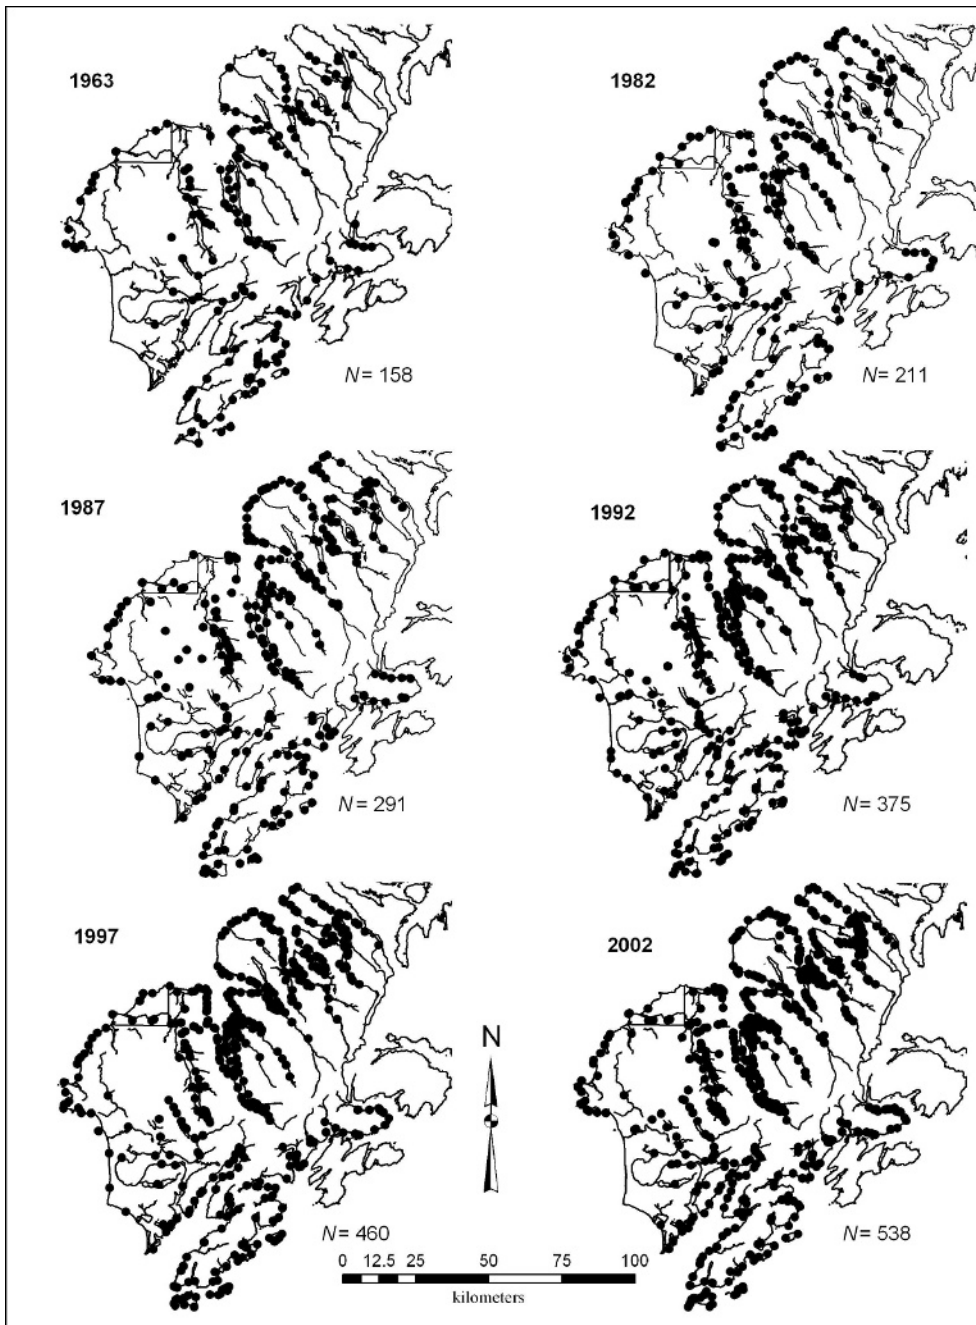 1963
1982
N= 158
N= 211
1987
1992
N= 291
N= 375
1997
2002
N
N= 460
N= 538
0 12.5 25 50 75 100
kilometers